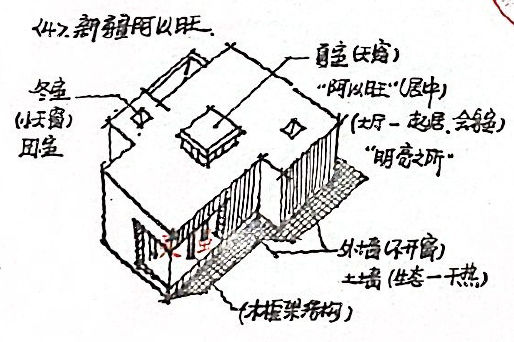 <4>.新疆阿以旺.
夏室(天窗)
"阿以旺"(居中)
(大厅—起居.会客)
"明亮之所"
冬室
(小天窗)
外墙(不开窗)
土墙(生态—干热)
(木框架结构)